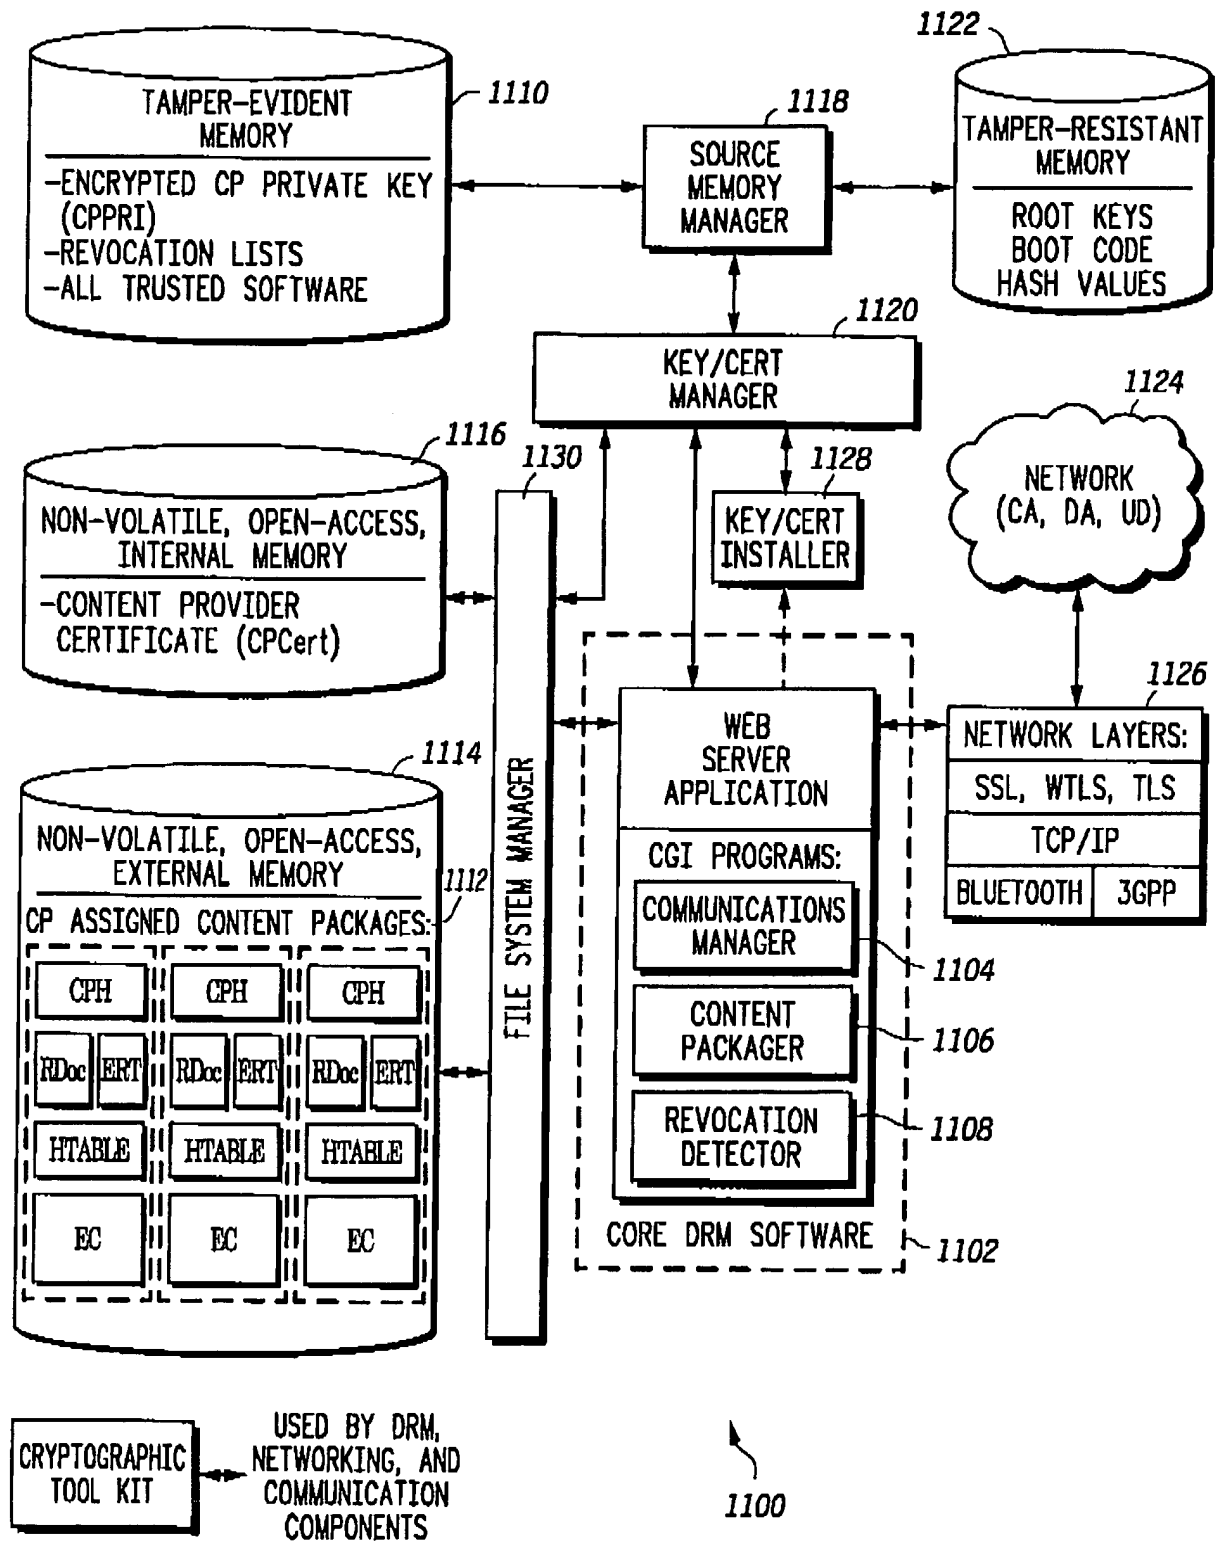 1122
TAMPER-EVIDENT
MEMORY
-ENCRYPTED CP PRIVATE KEY
(CPPRI)
-REVOCATION LISTS
-ALL TRUSTED SOFTWARE
1110
1118
SOURCE
MEMORY
MANAGER
TAMPER-RESISTANT
MEMORY
ROOT KEYS
BOOT CODE
HASH VALUES
1120
KEY/CERT
MANAGER
1116
NON-VOLATILE, OPEN-ACCESS,
INTERNAL MEMORY
-CONTENT PROVIDER
CERTIFICATE (CPCert)
1130
1128
KEY/CERT
INSTALLER
1124
NETWORK
(CA, DA, UD)
1126
NETWORK LAYERS:
SSL, WTLS, TLS
TCP/IP
BLUETOOTH
3GPP
1114
NON-VOLATILE, OPEN-ACCESS,
EXTERNAL MEMORY
1112
CP ASSIGNED CONTENT PACKAGES:
CPH
CPH
CPH
RDoc
ERT
RDoc
ERT
RDoc
ERT
HTABLE
HTABLE
HTABLE
EC
EC
EC
FILE SYSTEM MANAGER
WEB
SERVER
APPLICATION
CGI PROGRAMS:
COMMUNICATIONS
MANAGER
1104
CONTENT
PACKAGER
1106
REVOCATION
DETECTOR
1108
CORE DRM SOFTWARE
1102
CRYPTOGRAPHIC
TOOL KIT
USED BY DRM,
NETWORKING, AND
COMMUNICATION
COMPONENTS
1100